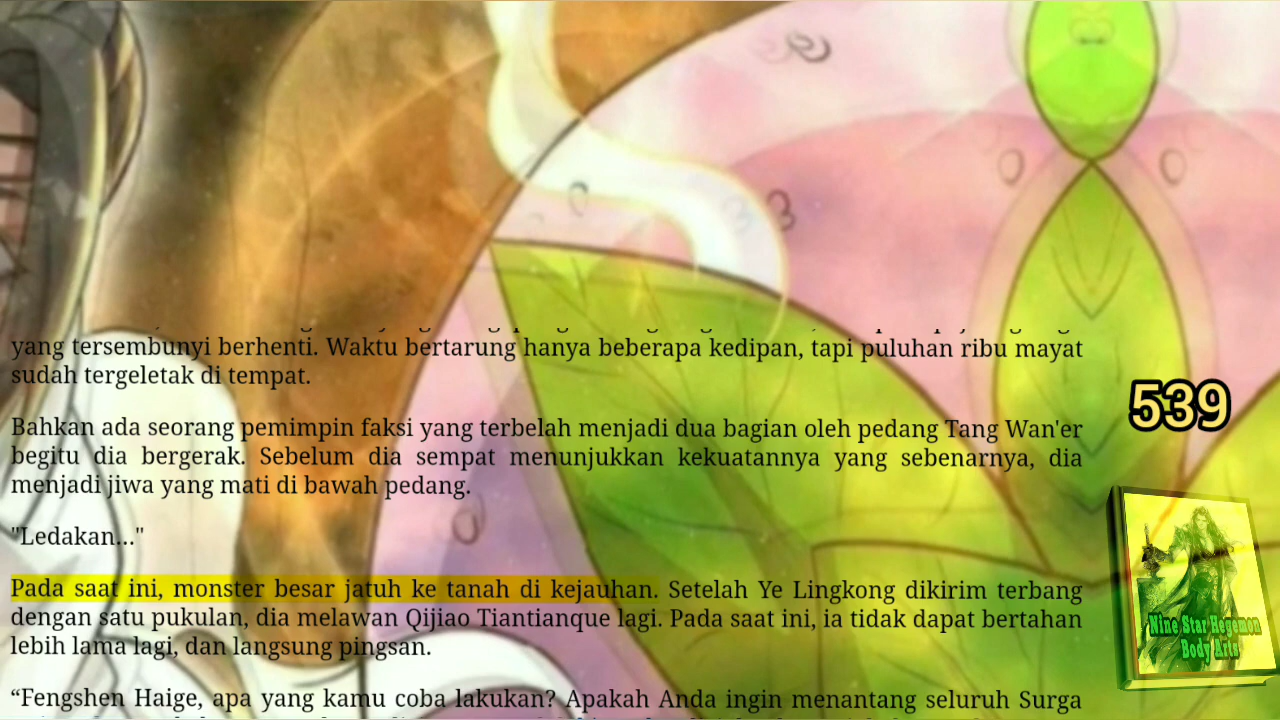 yang tersembunyi berhenti. Waktu bertarung hanya beberapa kedipan, tapi puluhan ribu mayat
sudah tergeletak di tempat.
Bahkan ada seorang pemimpin faksi yang terbelah menjadi dua bagian oleh pedang Tang Wan'er
begitu dia bergerak. Sebelum dia sempat menunjukkan kekuatannya yang sebenarnya, dia
menjadi jiwa yang mati di bawah pedang.
"Ledakan..."
Pada saat ini, monster besar jatuh ke tanah di kejauhan. Setelah Ye Lingkong dikirim terbang
dengan satu pukulan, dia melawan Qijiao Tiantianque lagi. Pada saat ini, ia tidak dapat bertahan
lebih lama lagi, dan langsung pingsan.
“Fengshen Haige, apa yang kamu coba lakukan? Apakah Anda ingin menantang seluruh Surga
539
Nine Star Hegemon
Body Arts